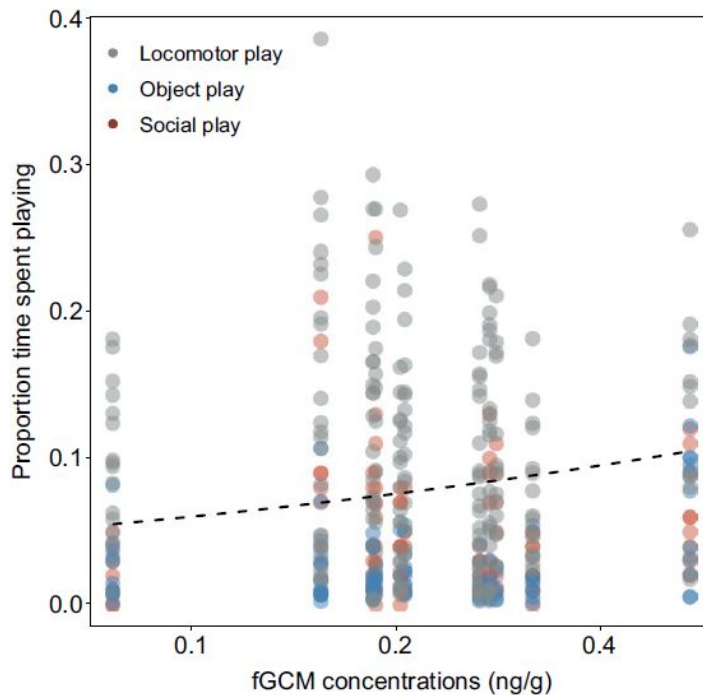 0.4
Locomotor play
Object play
Social play
0.3
0.2
0.1
0.0
Proportion time spent playing
0.1 0.2 0.4
fGCM concentrations (ng/g)